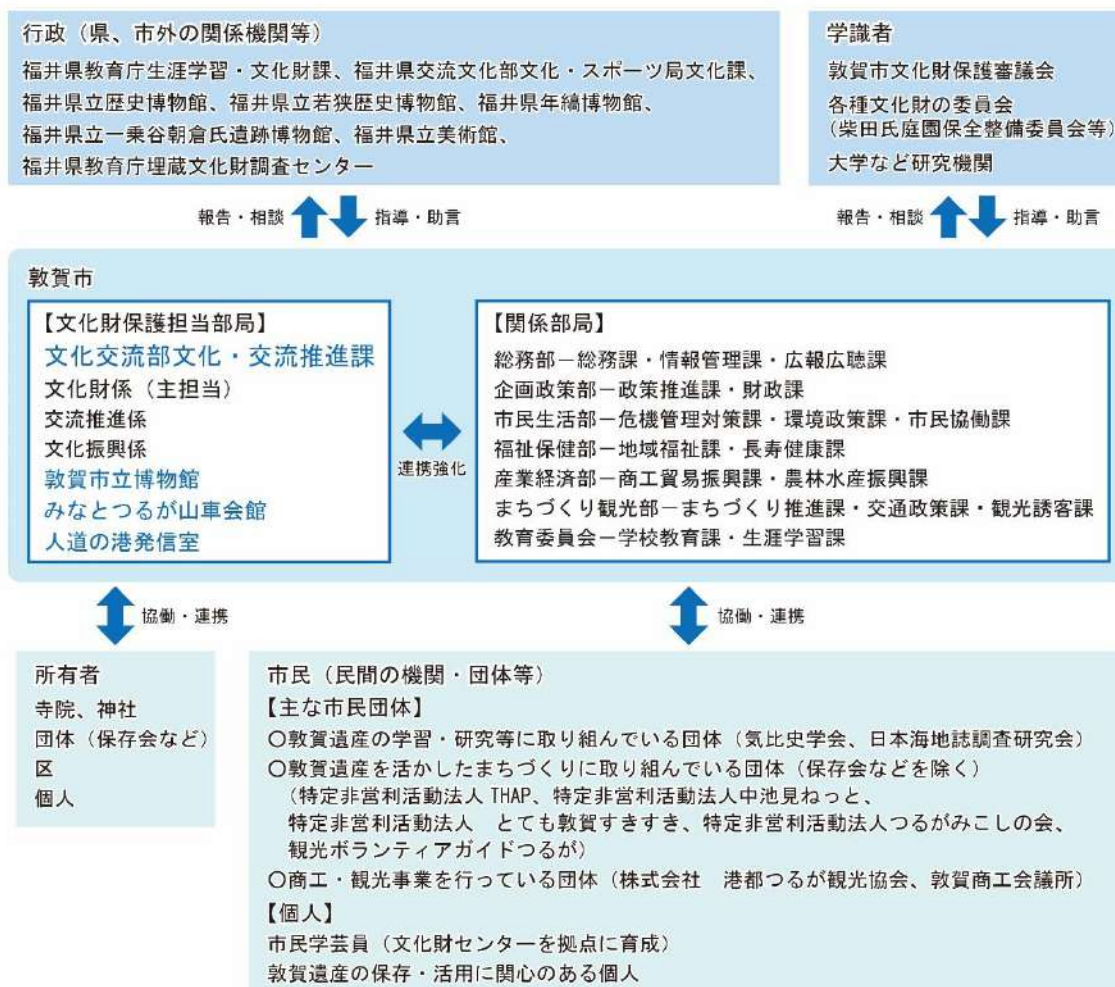 行政（県、市外の関係機関等）
福井県教育庁生涯学習・文化財課、福井県交流文化部文化・スポーツ局文化課、
福井県立歴史博物館、福井県立若狭歴史博物館、福井県年縞博物館、
福井県立一乗谷朝倉氏遺跡博物館、福井県立美術館、
福井県教育庁埋蔵文化財調査センター
学識者
敦賀市文化財保護審議会
各種文化財の委員会
（柴田氏庭園保全整備委員会等）
大学など研究機関
報告・相談
指導・助言
報告・相談
指導・助言
敦賀市
【文化財保護担当部局】
文化交流部文化・交流推進課
文化財係（主担当）
交流推進係
文化振興係
敦賀市立博物館
みなとつるが山車会館
人道の港発信室
連携強化
【関係部局】
総務部－総務課・情報管理課・広報広聴課
企画政策部－政策推進課・財政課
市民生活部－危機管理対策課・環境政策課・市民協働課
福祉保健部－地域福祉課・長寿健康課
産業経済部－商工貿易振興課・農林水産振興課
まちづくり観光部－まちづくり推進課・交通政策課・観光誘客課
教育委員会－学校教育課・生涯学習課
協働・連携
協働・連携
所有者
寺院、神社
団体（保存会など）
区
個人
市民（民間の機関・団体等）
【主な市民団体】
○敦賀遺産の学習・研究等に取り組んでいる団体（気比史学会、日本海地誌調査研究会）
○敦賀遺産を活かしたまちづくりに取り組んでいる団体（保存会などを除く）
（特定非営利活動法人 THAP、特定非営利活動法人中池見ねっと、
特定非営利活動法人　とても敦賀すきすき、特定非営利活動法人つるがみこしの会、
観光ボランティアガイドつるが）
○商工・観光事業を行っている団体（株式会社　港都つるが観光協会、敦賀商工会議所）
【個人】
市民学芸員（文化財センターを拠点に育成）
敦賀遺産の保存・活用に関心のある個人